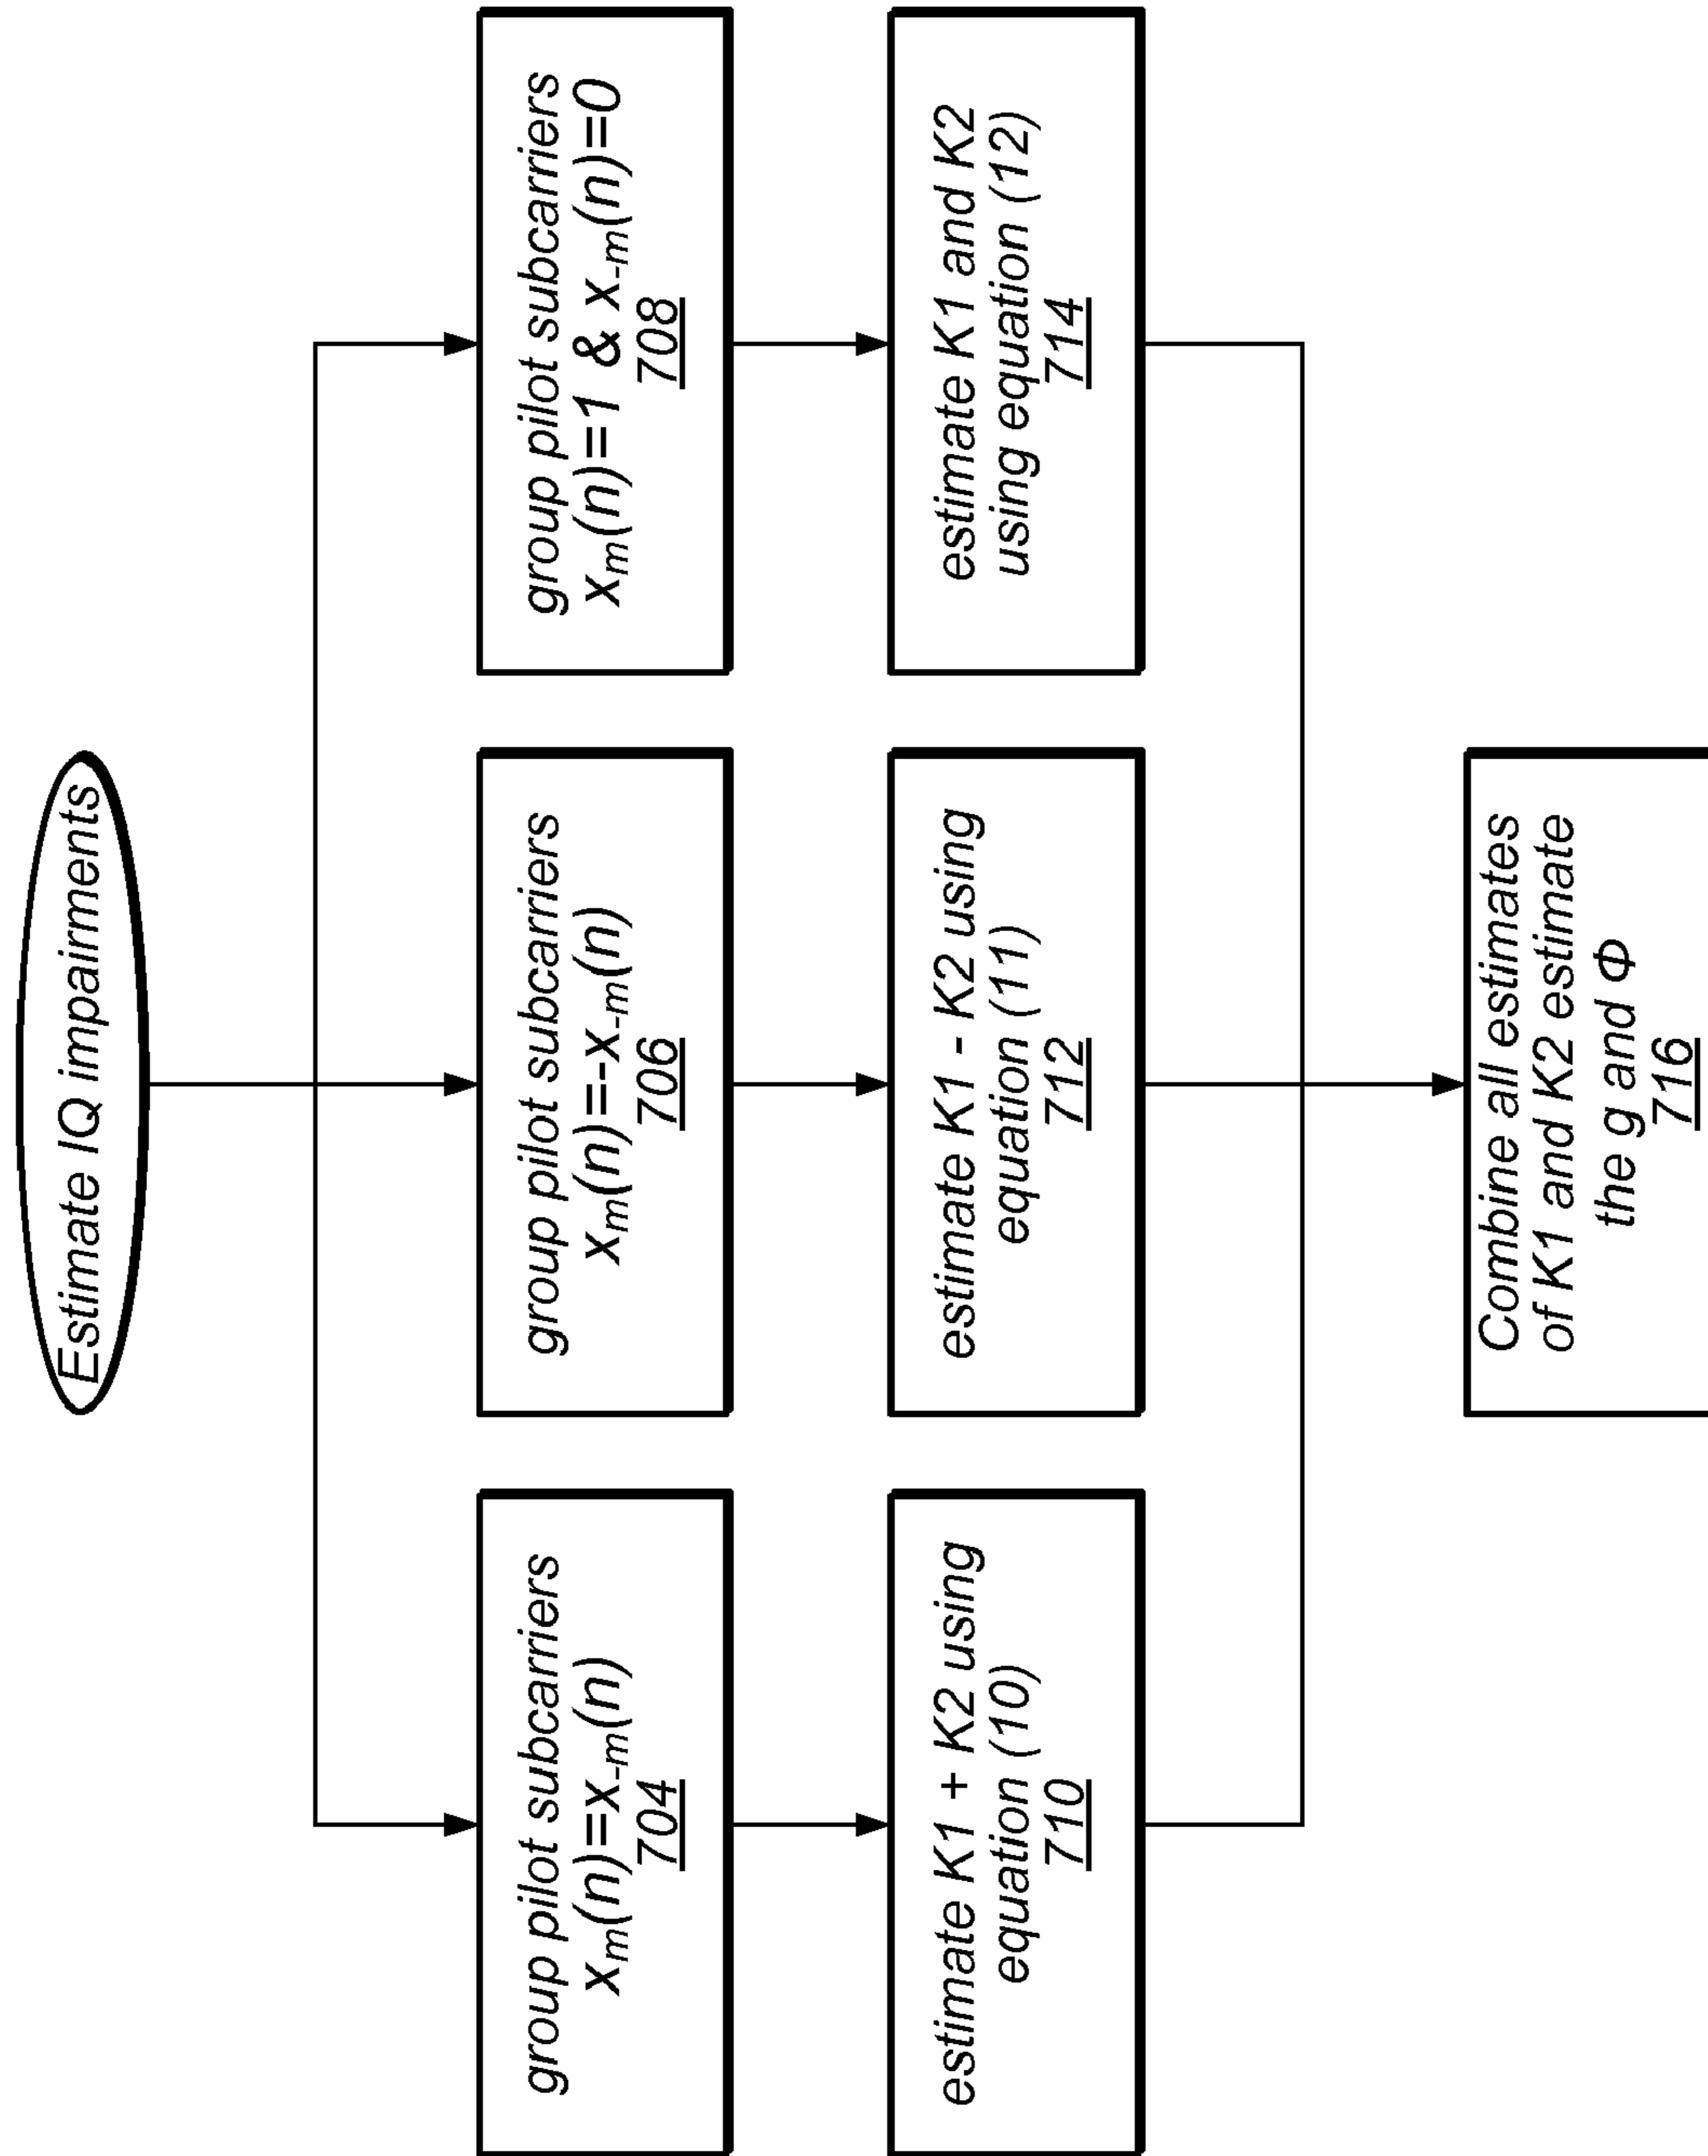 Estimate IQ impairments
group pilot subcarriers
xm(n)=x-m(n)
704
group pilot subcarriers
xm(n)=-x-m(n)
706
group pilot subcarriers
xm(n)=1 & x-m(n)=0
708
estimate K1 + K2 using
equation (10)
710
estimate K1 - K2 using
equation (11)
712
estimate K1 and K2
using equation (12)
714
Combine all estimates
of K1 and K2 estimate
the g and Φ
716